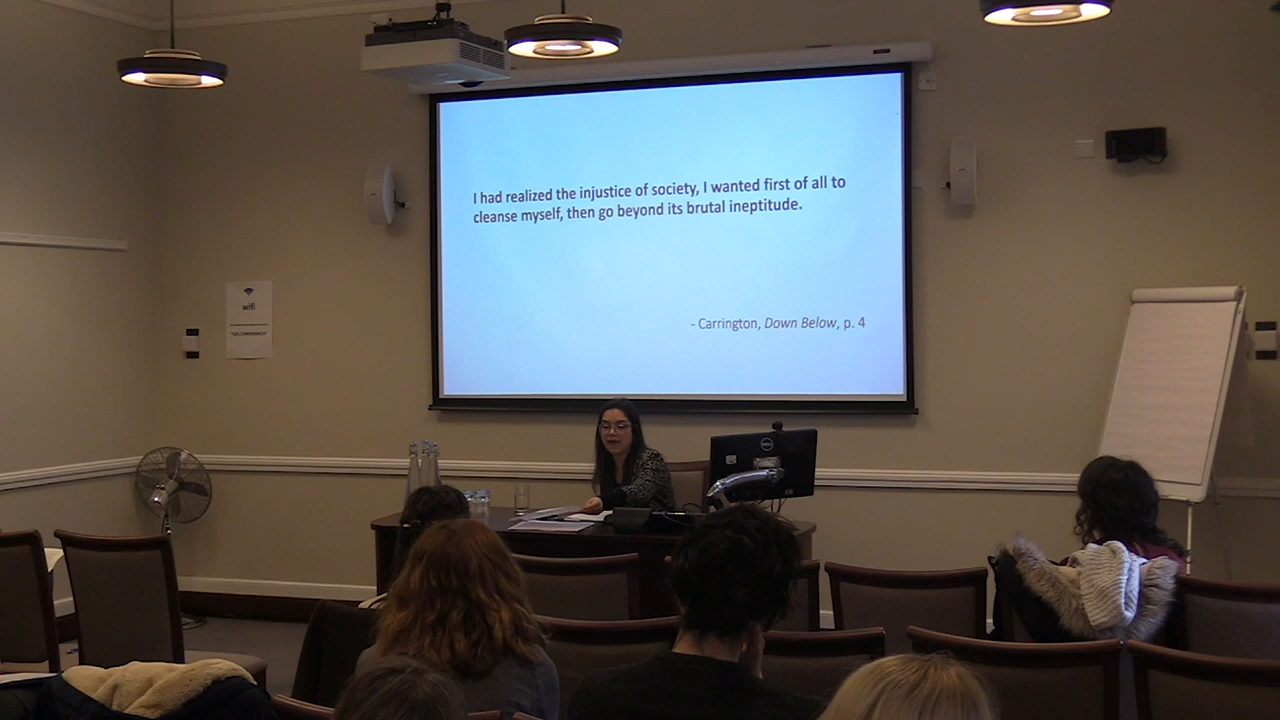 I had realized the injustice of society, I wanted first of all to
cleanse myself, then go beyond its brutal ineptitude.
- Carrington, Down Below, p. 4
wifi
DELL